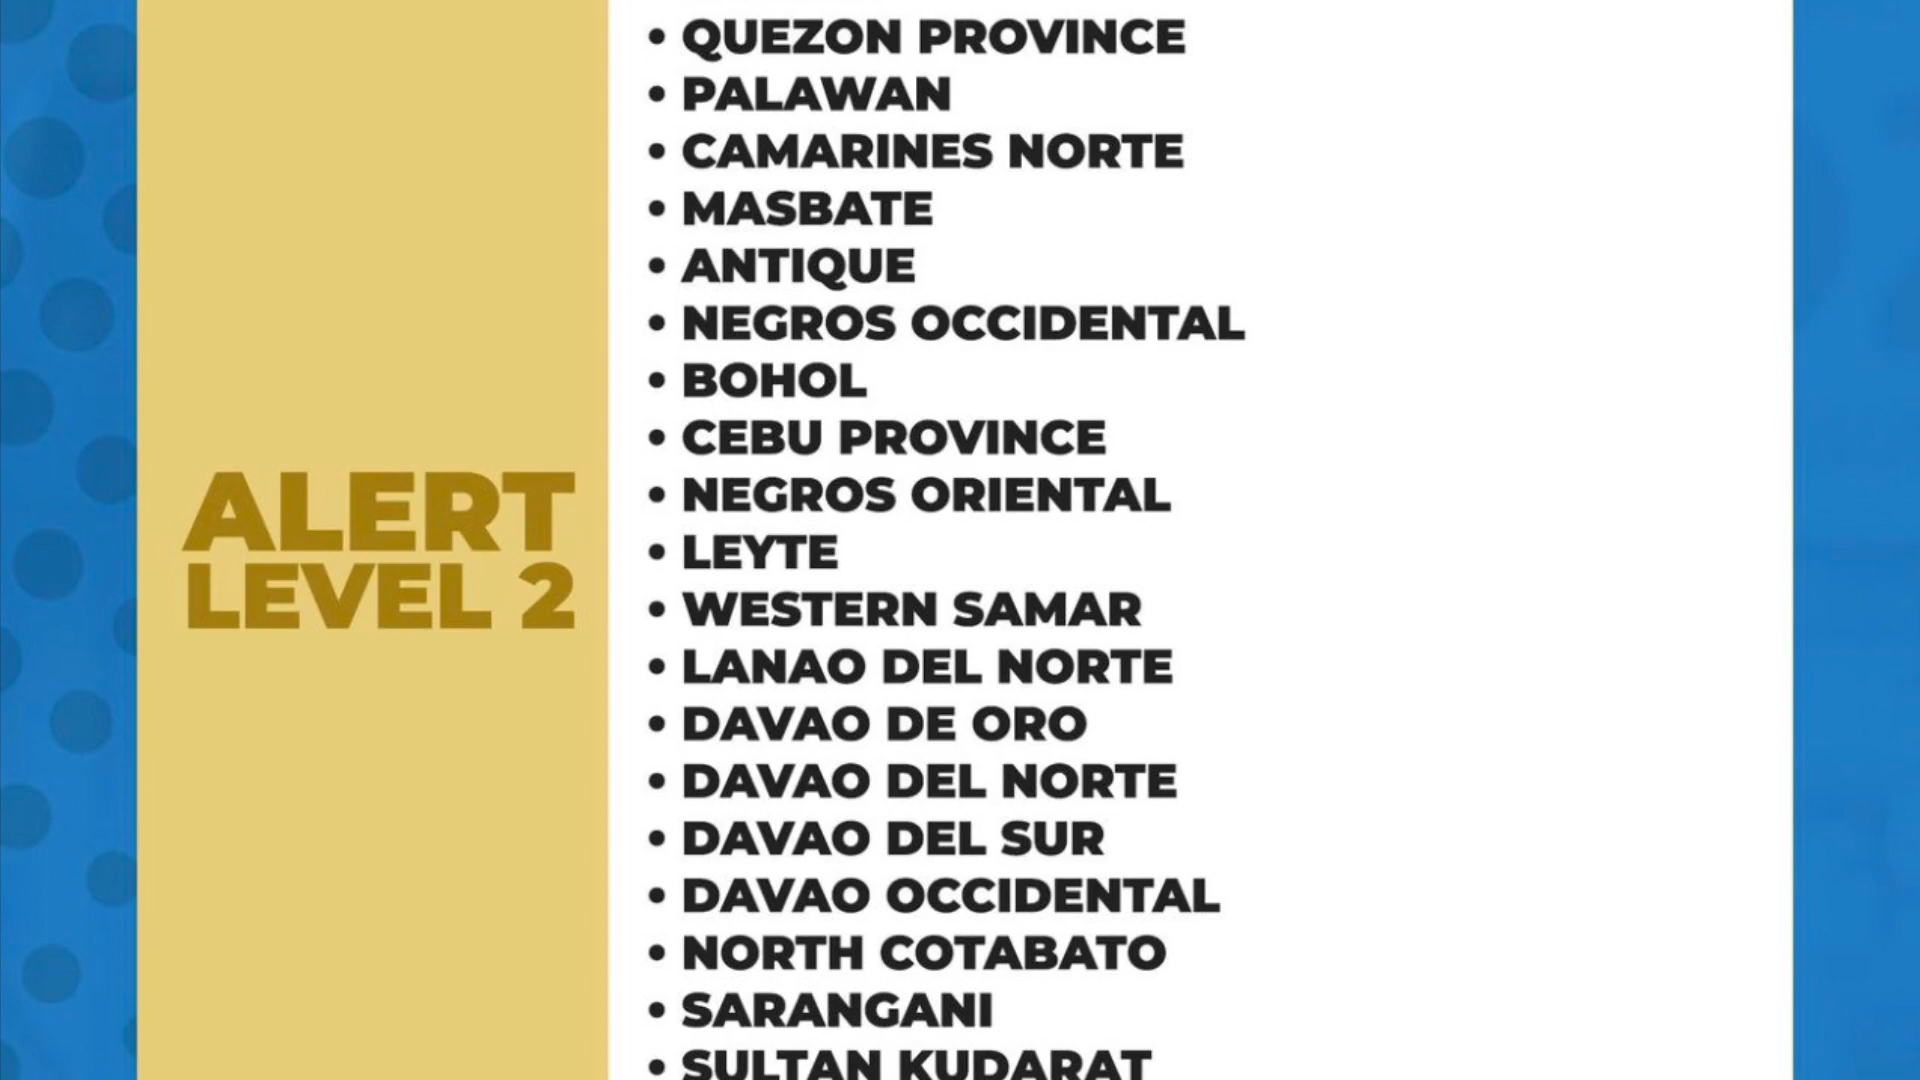 ALERT
LEVEL 2
• QUEZON PROVINCE
• PALAWAN
• CAMARINES NORTE
• MASBATE
• ANTIQUE
• NEGROS OCCIDENTAL
• BOHOL
• CEBU PROVINCE
• NEGROS ORIENTAL
• LEYTE
• WESTERN SAMAR
• LANAO DEL NORTE
• DAVAO DE ORO
• DAVAO DEL NORTE
• DAVAO DEL SUR
• DAVAO OCCIDENTAL
• NORTH COTABATO
• SARANGANI
• SULTAN KUDARAT